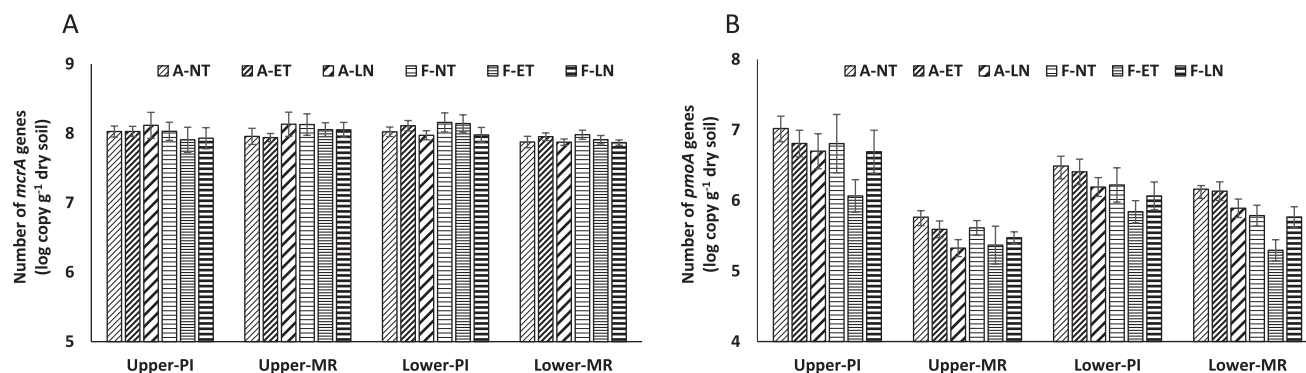 A
Number of mcrA genes
(log copy g-1 dry soil)
9
8
7
6
5
A-NT A-ET A-LN F-NT F-ET F-LN
Upper-PI Upper-MR Lower-PI Lower-MR
B
Number of pmoA genes
(log copy g-1 dry soil)
8
7
6
5
4
A-NT A-ET A-LN F-NT F-ET F-LN
Upper-PI Upper-MR Lower-PI Lower-MR